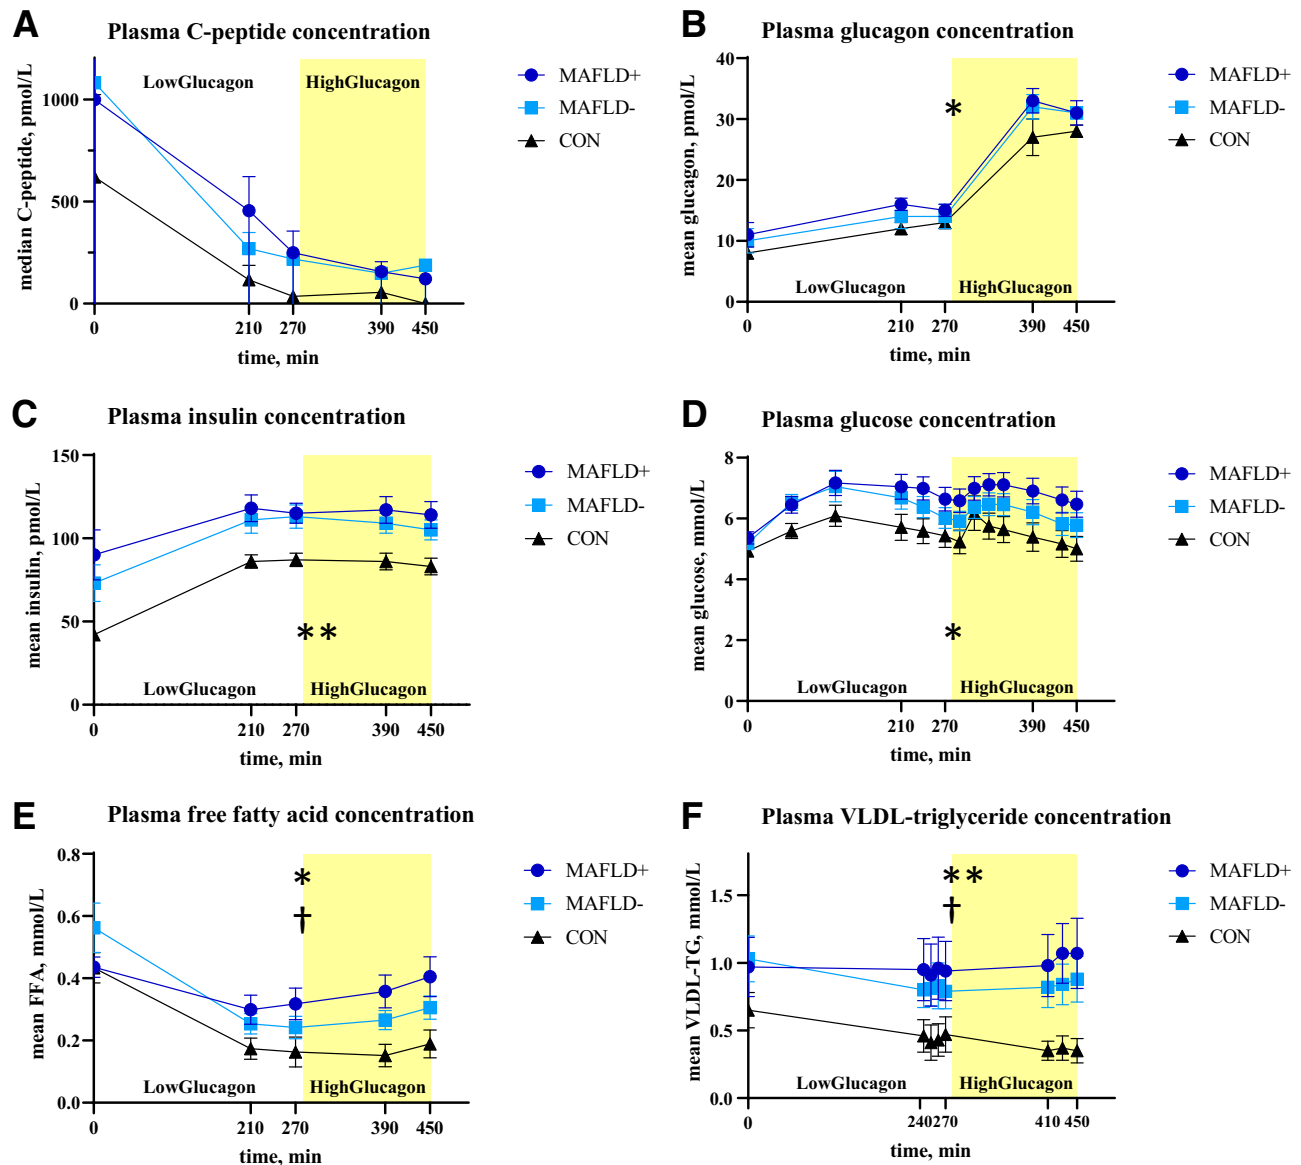 A
Plasma C-peptide concentration
median C-peptide, pmol/L
1000
500
0
LowGlucagon
HighGlucagon
0 210 270 390 450
time, min
MAFLD+
MAFLD-
CON
B
Plasma glucagon concentration
mean glucagon, pmol/L
40
30
20
10
0
*
LowGlucagon
HighGlucagon
0 210 270 390 450
time, min
MAFLD+
MAFLD-
CON
C
Plasma insulin concentration
mean insulin, pmol/L
150
100
50
0
**
LowGlucagon
HighGlucagon
0 210 270 390 450
time, min
MAFLD+
MAFLD-
CON
D
Plasma glucose concentration
mean glucose, mmol/L
8
6
4
2
0
*
LowGlucagon
HighGlucagon
0 210 270 390 450
time, min
MAFLD+
MAFLD-
CON
E
Plasma free fatty acid concentration
mean FFA, mmol/L
0.8
0.6
0.4
0.2
0.0
*
†
LowGlucagon
HighGlucagon
0 210 270 390 450
time, min
MAFLD+
MAFLD-
CON
F
Plasma VLDL-triglyceride concentration
mean VLDL-TG, mmol/L
1.5
1.0
0.5
0.0
**
†
LowGlucagon
HighGlucagon
0 240 270 410 450
time, min
MAFLD+
MAFLD-
CON